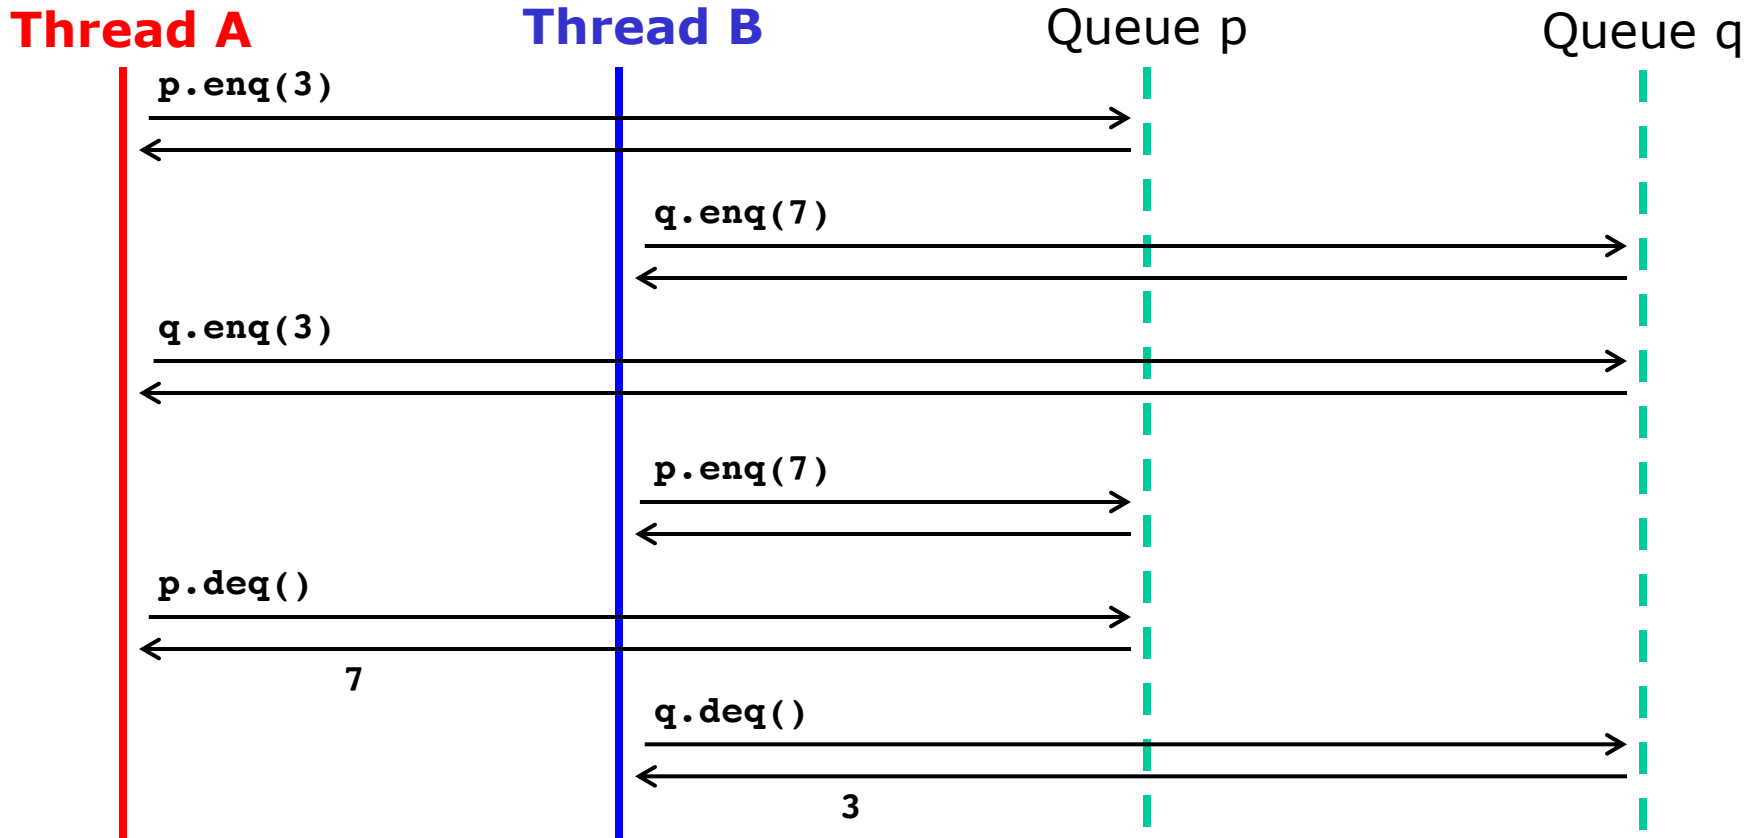 Thread A Thread B Queue p Queue q
p.enq(3)
q.enq(7)
q.enq(3)
p.enq(7)
p.deq()
7
q.deq()
3